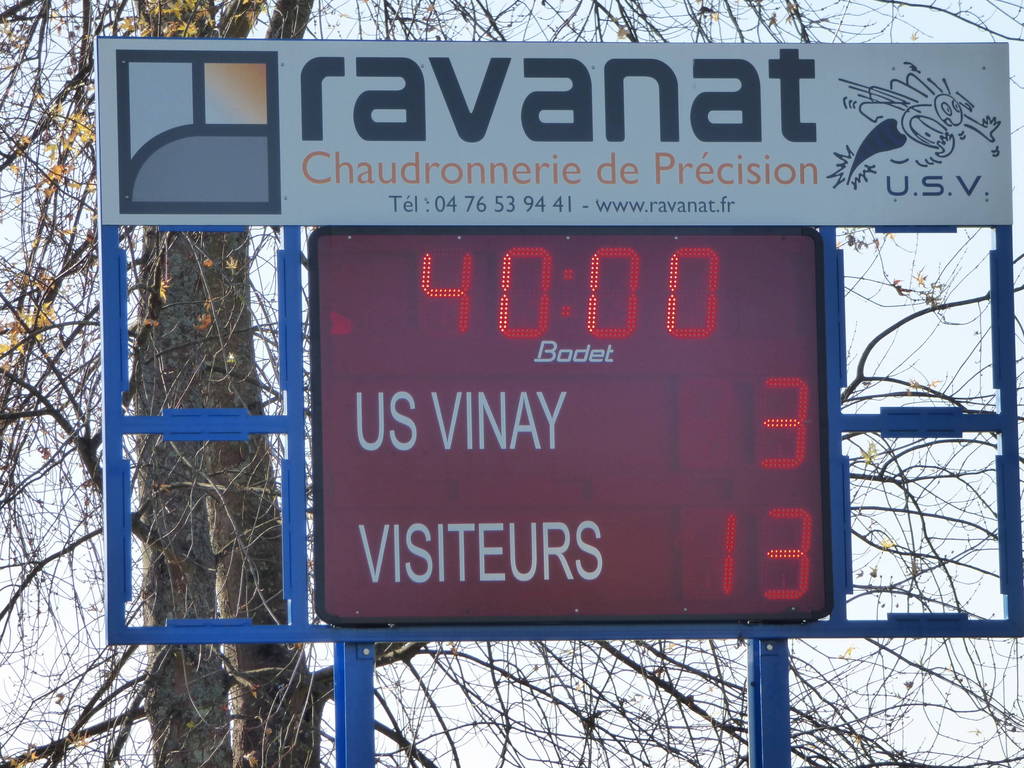 ravanat
Chaudronnerie de Précision
Tél : 04 76 53 94 41 - www.ravanat.fr
U.S.V.
40:00
Bodet
US VINAY 3
VISITEURS 13